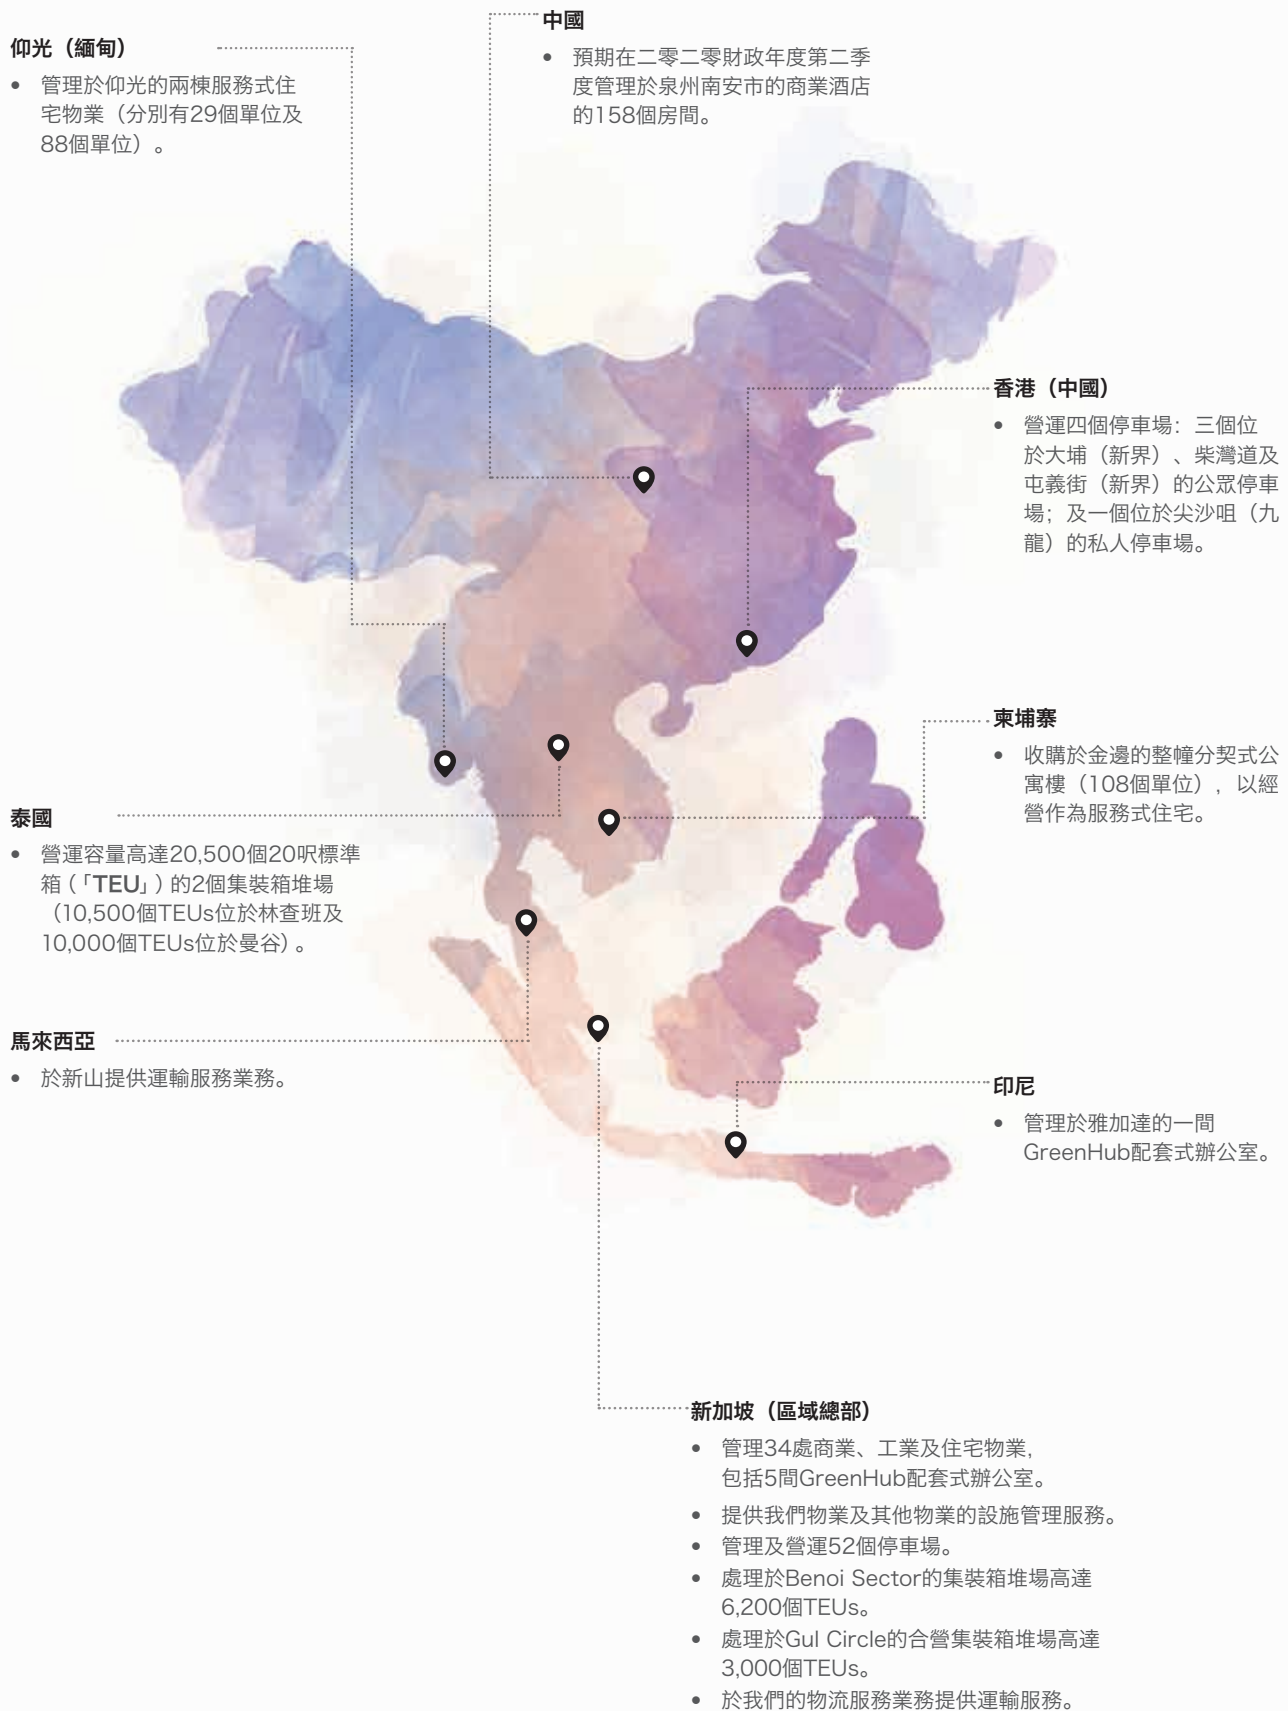 仰光（緬甸）
• 管理於仰光的兩棟服務式住
宅物業（分別有29個單位及
88個單位）。
中國
• 預期在二零二零財政年度第二季
度管理於泉州南安市的商業酒店
的158個房間。
香港（中國）
• 營運四個停車場：三個位
於大埔（新界）、柴灣道及
屯義街（新界）的公眾停車
場；及一個位於尖沙咀（九
龍）的私人停車場。
柬埔寨
• 收購於金邊的整幢分契式公
寓樓（108個單位），以經
營作為服務式住宅。
泰國
• 營運容量高達20,500個20呎標準
箱（「TEU」）的2個集裝箱堆場
（10,500個TEUs位於林查班及
10,000個TEUs位於曼谷）。
馬來西亞
• 於新山提供運輸服務業務。
印尼
• 管理於雅加達的一間
GreenHub配套式辦公室。
新加坡（區域總部）
• 管理34處商業、工業及住宅物業，
包括5間GreenHub配套式辦公室。
• 提供我們物業及其他物業的設施管理服務。
• 管理及營運52個停車場。
• 處理於Benoi Sector的集裝箱堆場高達
6,200個TEUs。
• 處理於Gul Circle的合營集裝箱堆場高達
3,000個TEUs。
• 於我們的物流服務業務提供運輸服務。